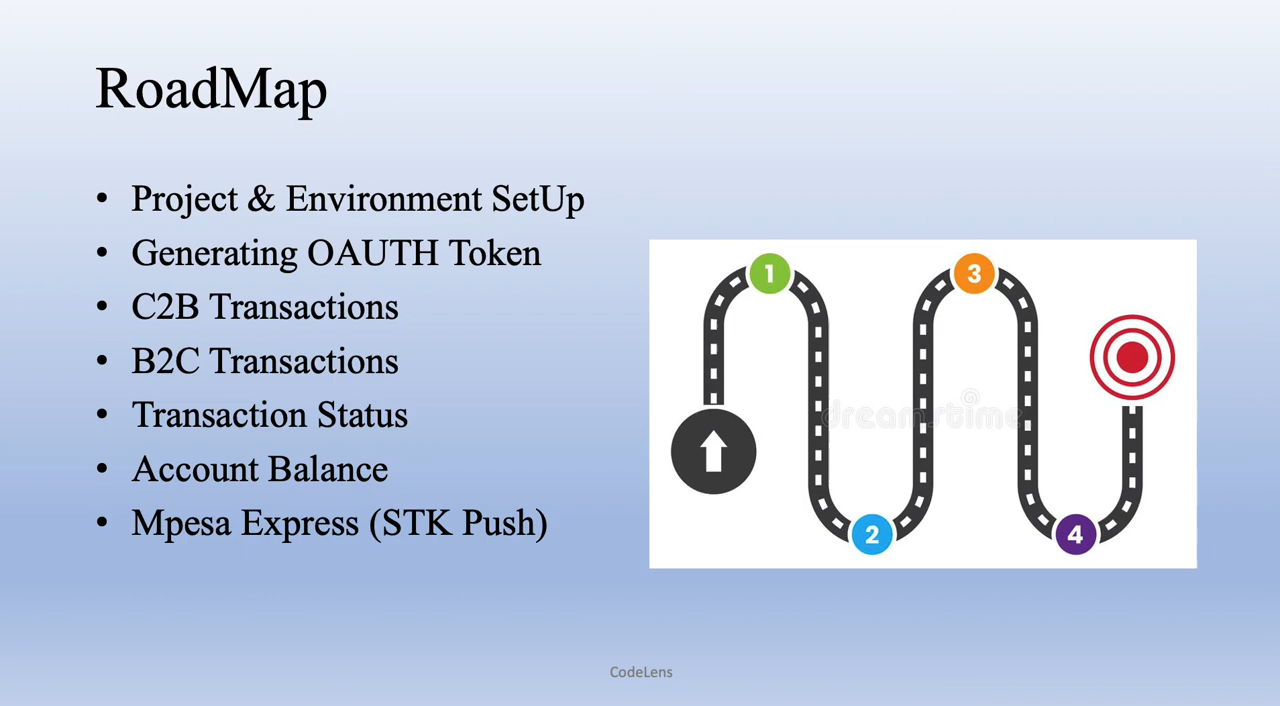 RoadMap
• Project & Environment SetUp
• Generating OAUTH Token
• C2B Transactions
• B2C Transactions
• Transaction Status
• Account Balance
• Mpesa Express (STK Push)
1
3
dreamstime
2
4
CodeLens